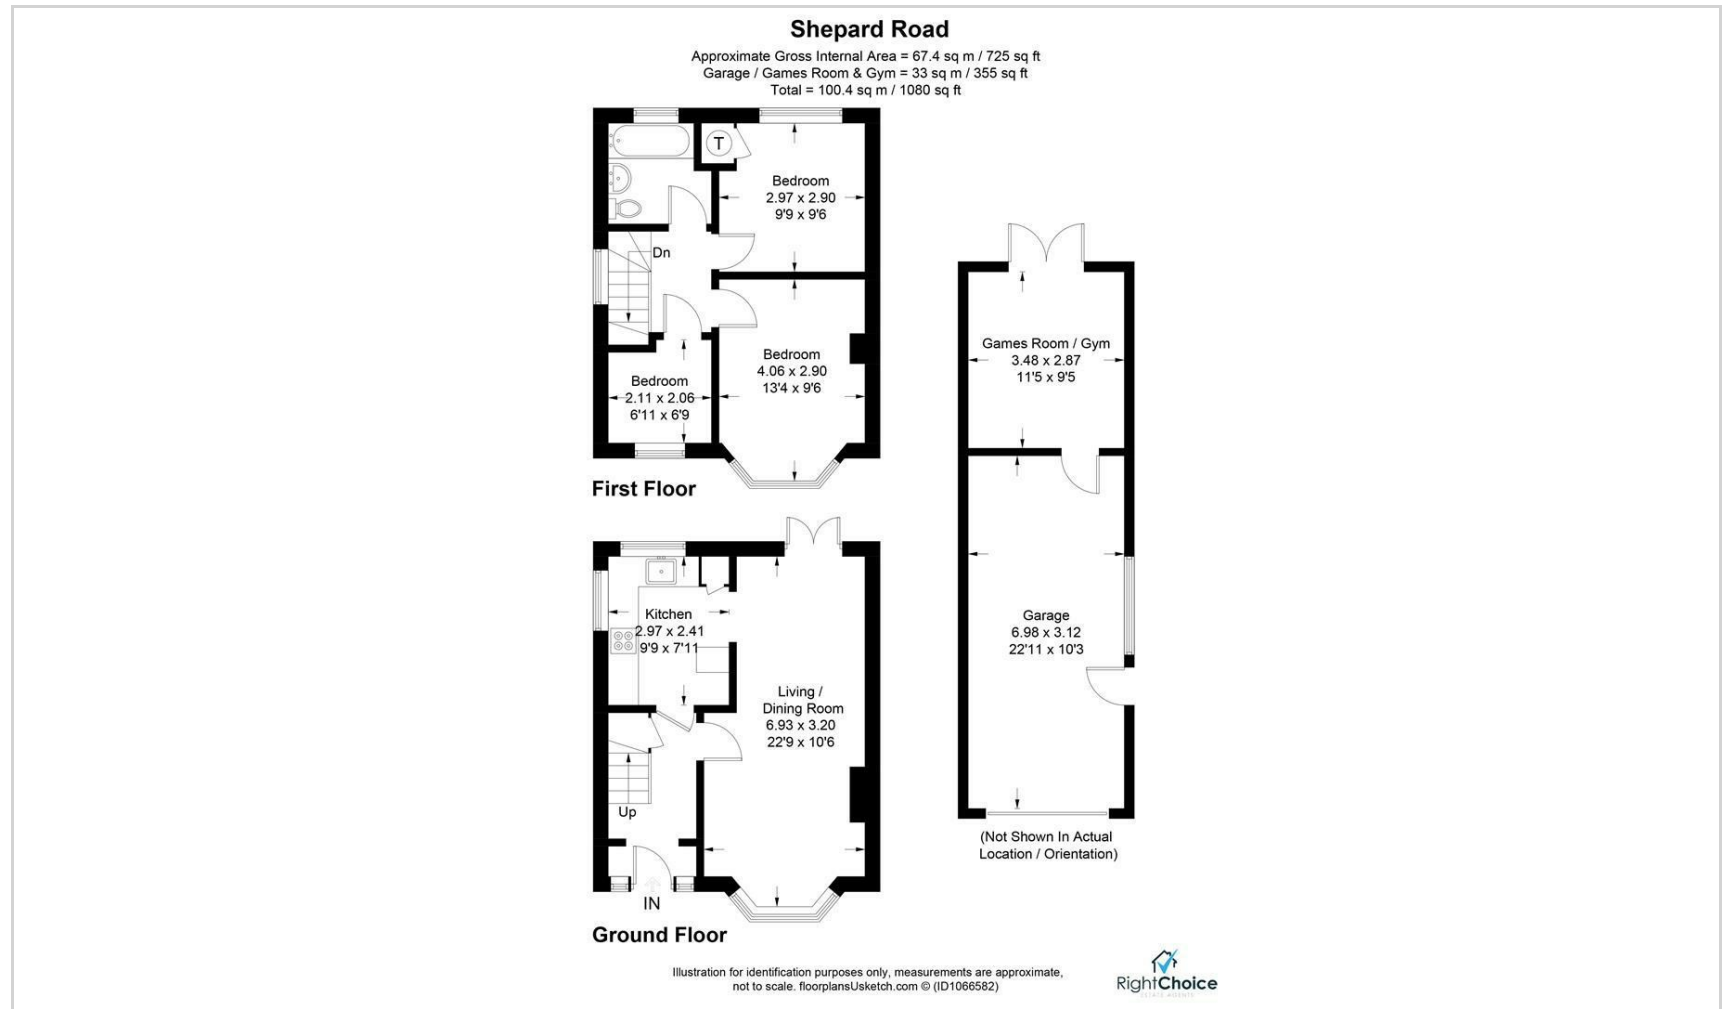 Shepard Road
Approximate Gross Internal Area = 67.4 sq m / 725 sq ft
Garage / Games Room & Gym = 33 sq m / 355 sq ft
Total = 100.4 sq m / 1080 sq ft
T
Bedroom
2.97 x 2.90
9'9 x 9'6
Dn
Bedroom
4.06 x 2.90
13'4 x 9'6
Bedroom
2.11 x 2.06
6'11 x 6'9
First Floor
Games Room / Gym
3.48 x 2.87
11'5 x 9'5
Kitchen
2.97 x 2.41
9'9 x 7'11
Living /
Dining Room
6.93 x 3.20
22'9 x 10'6
Up
IN
Ground Floor
Garage
6.98 x 3.12
22'11 x 10'3
(Not Shown In Actual
Location / Orientation)
Illustration for identification purposes only, measurements are approximate,
not to scale. floorplansUsketch.com © (ID1066582)
RightChoice
ESTATE AGENTS